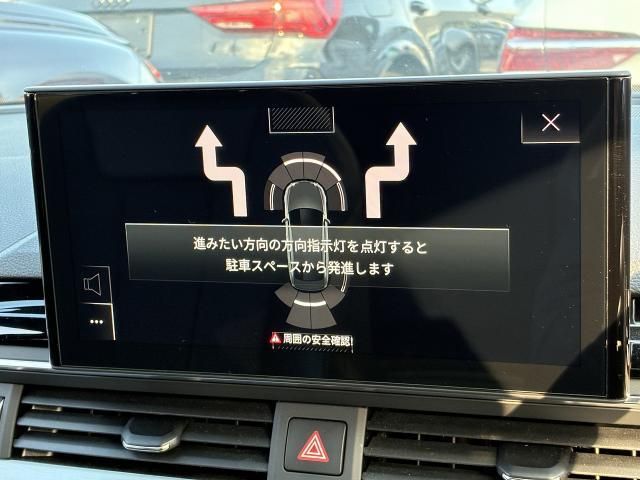 進みたい方向の方向指示灯を点灯すると
駐車スペースから発進します
周囲の安全確認!